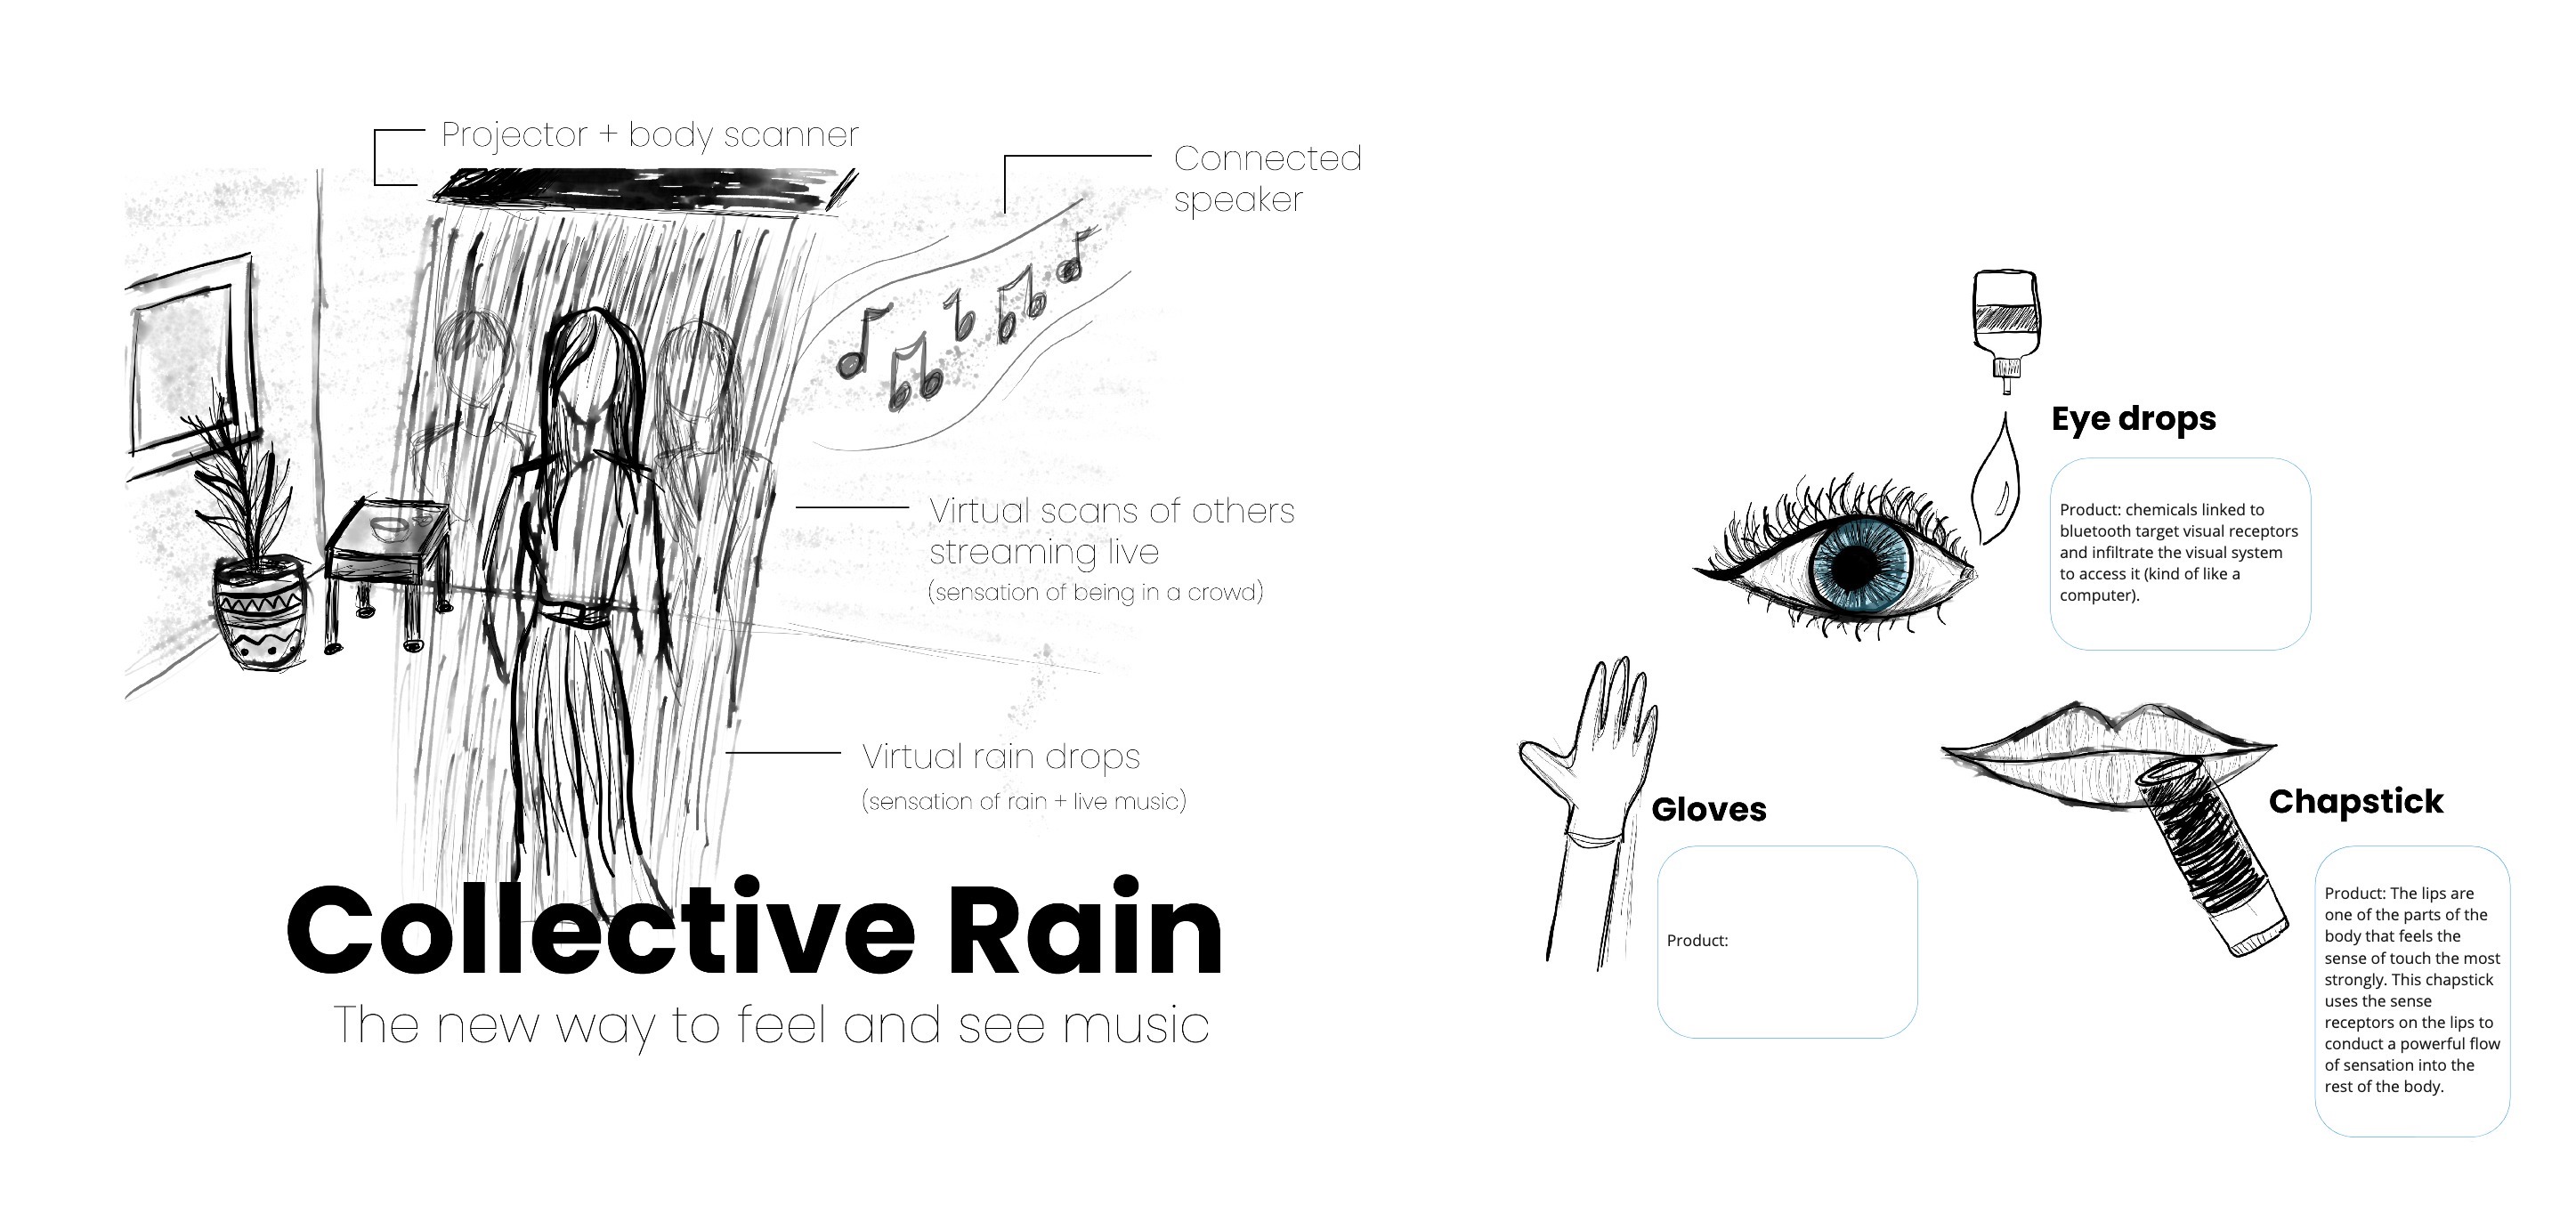 Projector + body scanner
Connected
speaker
Virtual scans of others
streaming live
(sensation of being in a crowd)
Virtual rain drops
(sensation of rain + live music)
Collective Rain
The new way to feel and see music
Eye drops
Product: chemicals linked to
bluetooth target visual receptors
and infiltrate the visual system
to access it (kind of like a
computer).
Gloves
Product:
Chapstick
Product: The lips are
one of the parts of the
body that feels the
sense of touch the most
strongly. This chapstick
uses the sense
receptors on the lips to
conduct a powerful flow
of sensation into the
rest of the body.